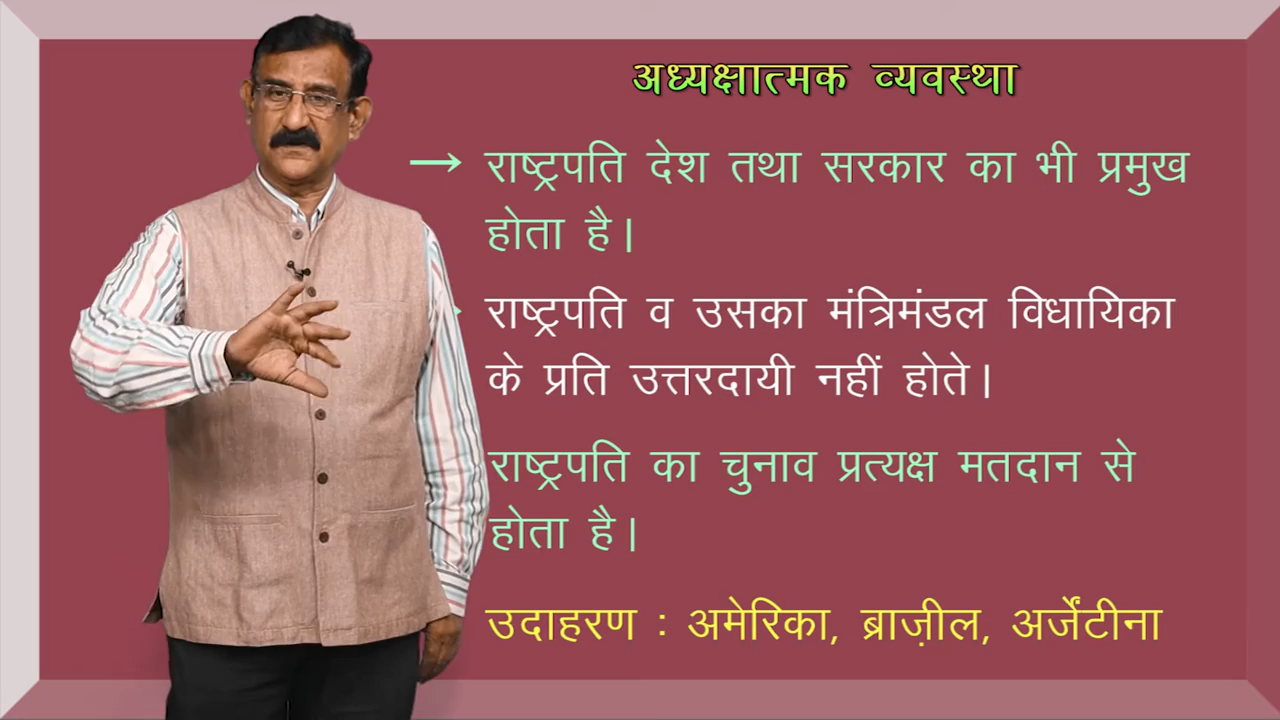 अध्यक्षात्मक व्यवस्था
→ राष्ट्रपति देश तथा सरकार का भी प्रमुख
होता है।
राष्ट्रपति व उसका मंत्रिमंडल विधायिका
के प्रति उत्तरदायी नहीं होते।
राष्ट्रपति का चुनाव प्रत्यक्ष मतदान से
होता है।
उदाहरण : अमेरिका, ब्राज़ील, अर्जेंटीना